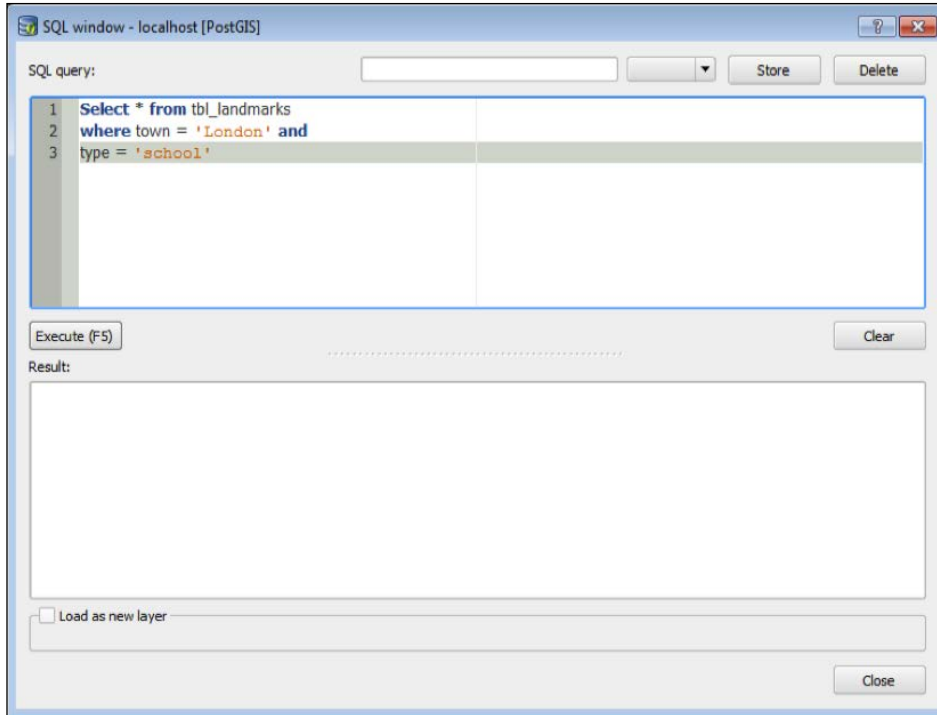 SQL window - localhost [PostGIS]
SQL query:
Store
Delete
1 Select * from tbl_landmarks
2 where town = 'London' and
3 type = 'school'
Execute (F5)
Clear
Result:
Load as new layer
Close